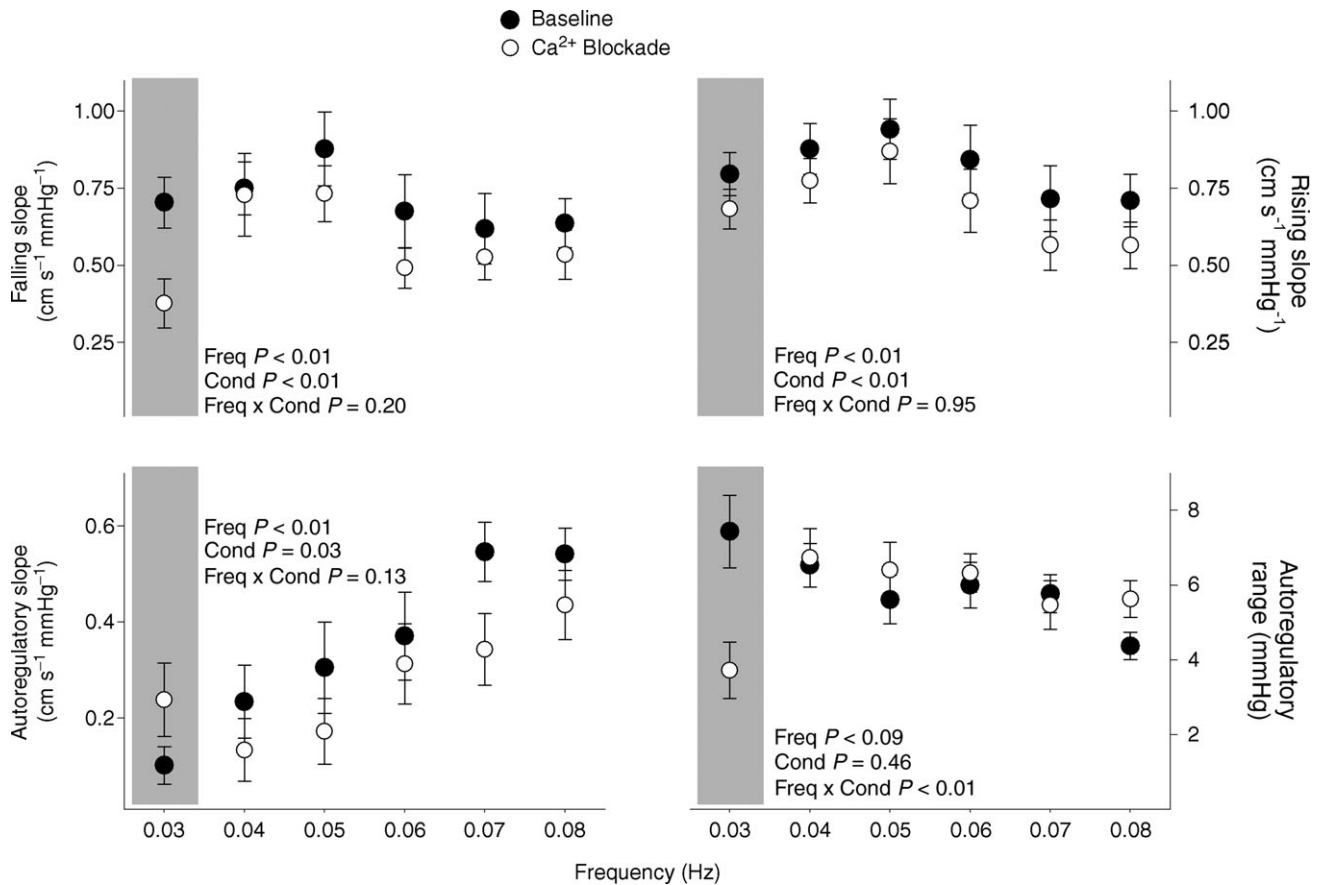 Baseline
Ca²⁺ Blockade
1.00
0.75
0.50
0.25
Falling slope
(cm s⁻¹ mmHg⁻¹)
Freq P < 0.01
Cond P < 0.01
Freq x Cond P = 0.20
1.00
0.75
0.50
0.25
Rising slope
(cm s⁻¹ mmHg⁻¹)
Freq P < 0.01
Cond P < 0.01
Freq x Cond P = 0.95
0.6
0.4
0.2
Autoregulatory slope
(cm s⁻¹ mmHg⁻¹)
Freq P < 0.01
Cond P = 0.03
Freq x Cond P = 0.13
0.03 0.04 0.05 0.06 0.07 0.08
8
6
4
2
Autoregulatory
range (mmHg)
Freq P < 0.09
Cond P = 0.46
Freq x Cond P < 0.01
0.03 0.04 0.05 0.06 0.07 0.08
Frequency (Hz)